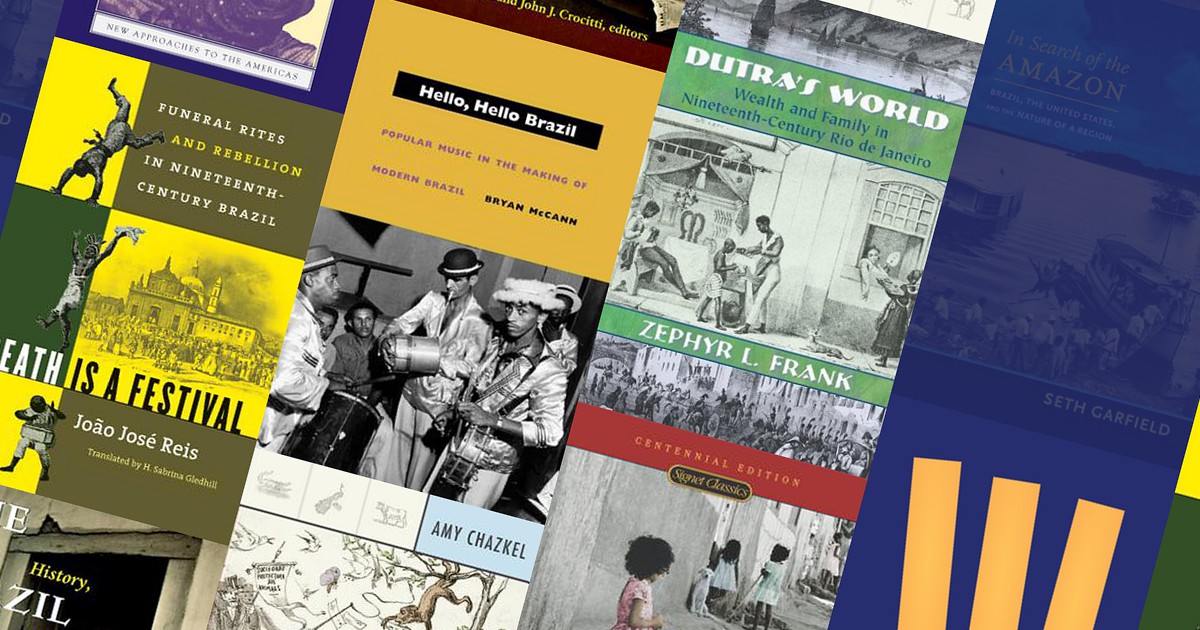 NEW APPROACHES TO THE AMERICAS
FUNERAL RITES
AND REBELLION
IN NINETEENTH-
CENTURY BRAZIL
EATH IS A FESTIVAL
João José Reis
Translated by H. Sabrina Gledhill
History,
ZIL
and John J. Crocitti, editors
Hello, Hello Brazil
POPULAR MUSIC IN THE MAKING OF
MODERN BRAZIL BRYAN McCANN
AMY CHAZKEL
DUTRA'S WORLD
Wealth and Family in
Nineteenth-Century Rio de Janeiro
ZEPHYR L. FRANK
CENTENNIAL EDITION
Signet Classics
In Search of the
AMAZON
BRAZIL, THE UNITED STATES,
AND THE NATURE OF A REGION
SETH GARFIELD